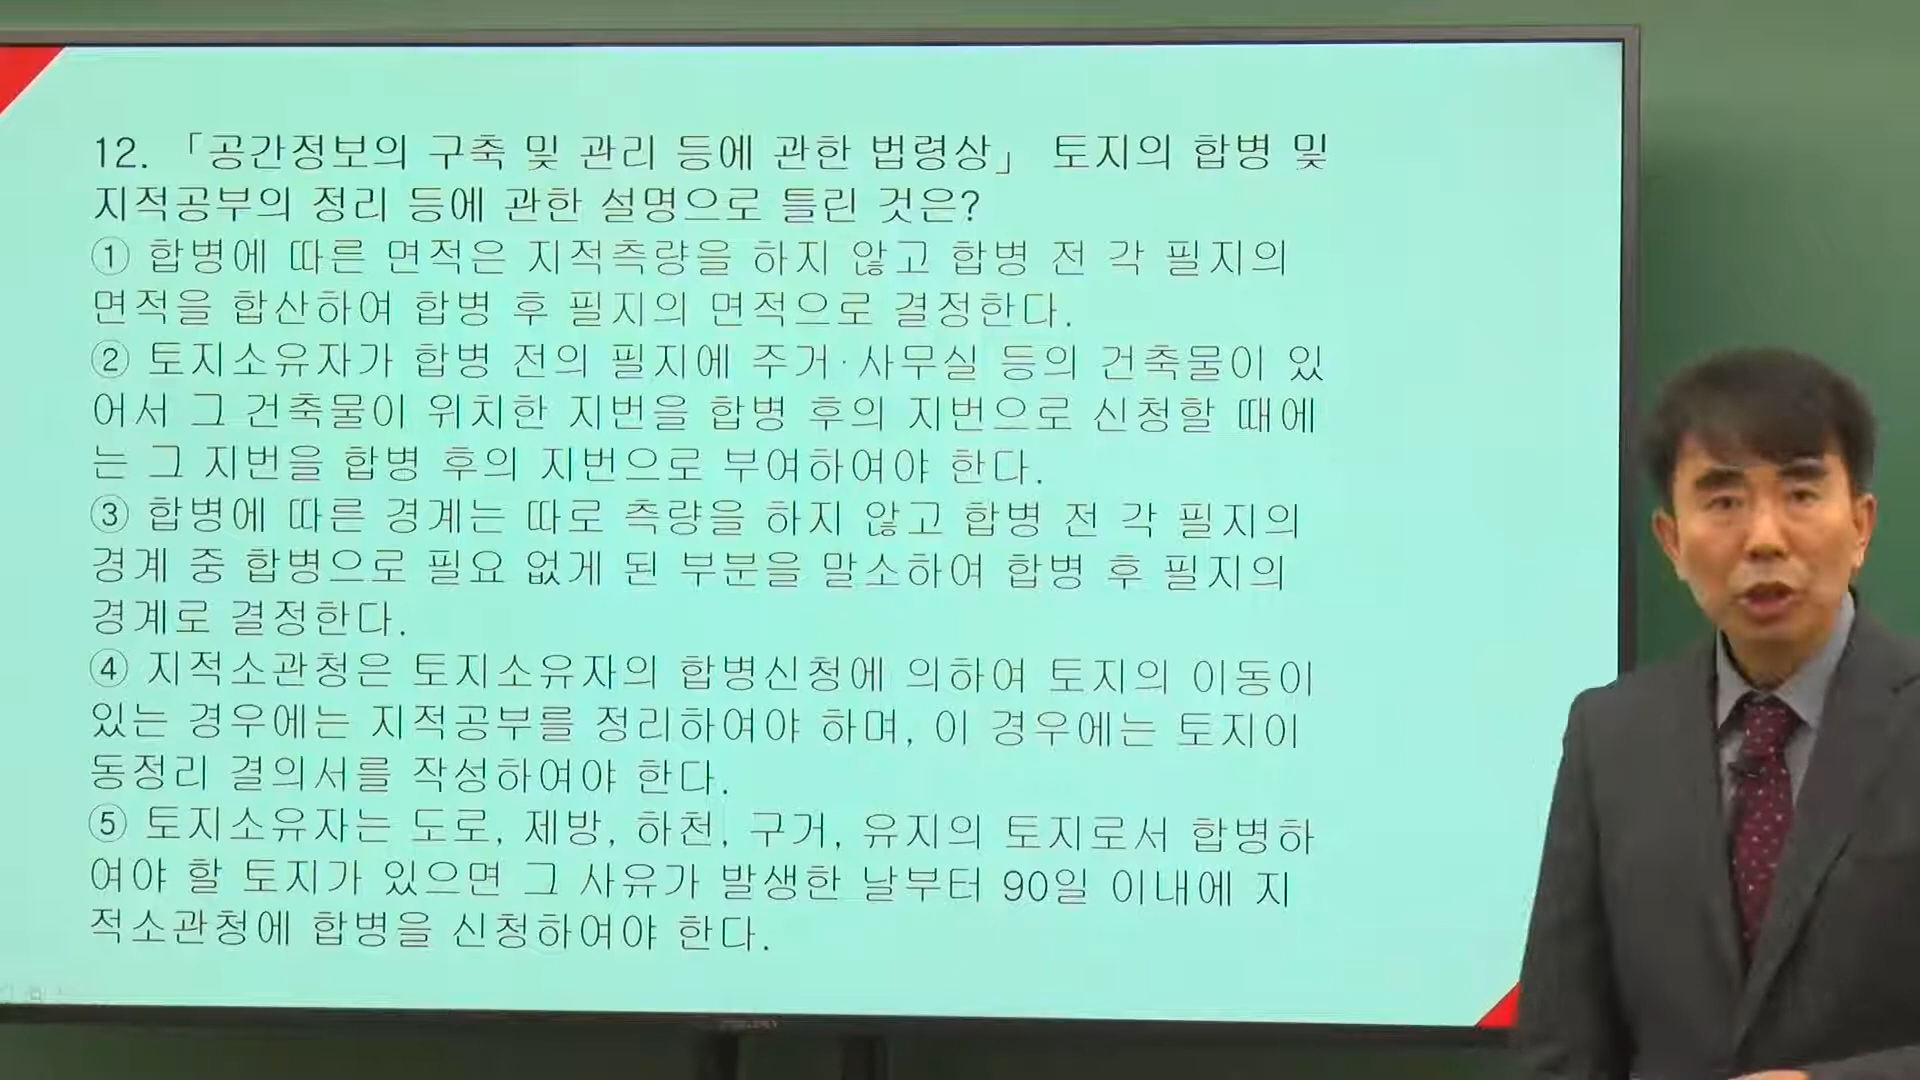 12. 「공간정보의 구축 및 관리 등에 관한 법령상」 토지의 합병 및
지적공부의 정리 등에 관한 설명으로 틀린 것은?
① 합병에 따른 면적은 지적측량을 하지 않고 합병 전 각 필지의
면적을 합산하여 합병 후 필지의 면적으로 결정한다.
② 토지소유자가 합병 전의 필지에 주거·사무실 등의 건축물이 있
어서 그 건축물이 위치한 지번을 합병 후의 지번으로 신청할 때에
는 그 지번을 합병 후의 지번으로 부여하여야 한다.
③ 합병에 따른 경계는 따로 측량을 하지 않고 합병 전 각 필지의
경계 중 합병으로 필요 없게 된 부분을 말소하여 합병 후 필지의
경계로 결정한다.
④ 지적소관청은 토지소유자의 합병신청에 의하여 토지의 이동이
있는 경우에는 지적공부를 정리하여야 하며, 이 경우에는 토지이
동정리 결의서를 작성하여야 한다.
⑤ 토지소유자는 도로, 제방, 하천, 구거, 유지의 토지로서 합병하
여야 할 토지가 있으면 그 사유가 발생한 날부터 90일 이내에 지
적소관청에 합병을 신청하여야 한다.